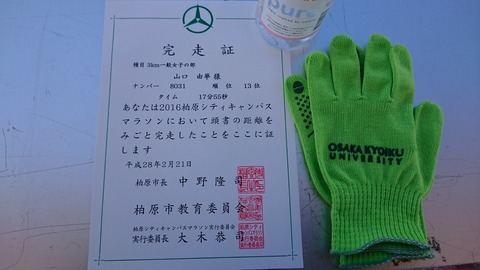 pure
完走証
種目 3km一般女子の部
山口 由華 様
ナンバー 8031 順 位 13位
タイム 17分55秒
あなたは2016柏原シティキャンパス
マラソンにおいて頭書の距離を
みごと完走したことをここに証
します
平成28年2月21日
柏原市長 中野隆司
柏原市教育委員会
柏原シティキャンパスマラソン実行委員会
実行委員長 大木恭司
OSAKA KYOIKU
UNIVERSITY